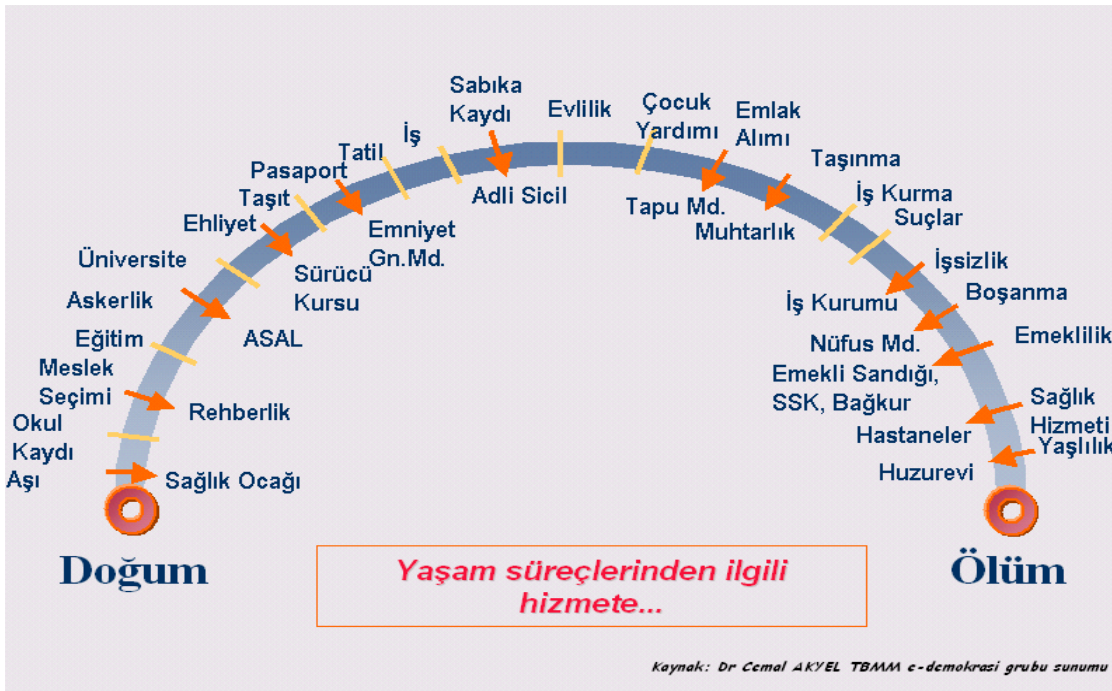 Sabıka
Kaydı
Evlilik
Çocuk
Yardımı
Emlak
Alımı
İş
Tatil
Pasaport
Taşıt
Ehliyet
Üniversite
Askerlik
Eğitim
Meslek
Seçimi
Okul
Kaydı
Aşı
Taşınma
İş Kurma
Suçlar
İşsizlik
Boşanma
Emeklilik
Sağlık
Hizmeti
Yaşlılık
Adli Sicil
Tapu Md.
Muhtarlık
Emniyet
Gn.Md.
Sürücü
Kursu
ASAL
Rehberlik
Sağlık Ocağı
İş Kurumu
Nüfus Md.
Emekli Sandığı,
SSK, Bağkur
Hastaneler
Huzurevi
Doğum
Ölüm
Yaşam süreçlerinden ilgili
hizmete...
Kaynak: Dr Cemal AKYEL TBMM e-demokrasi grubu sunumu